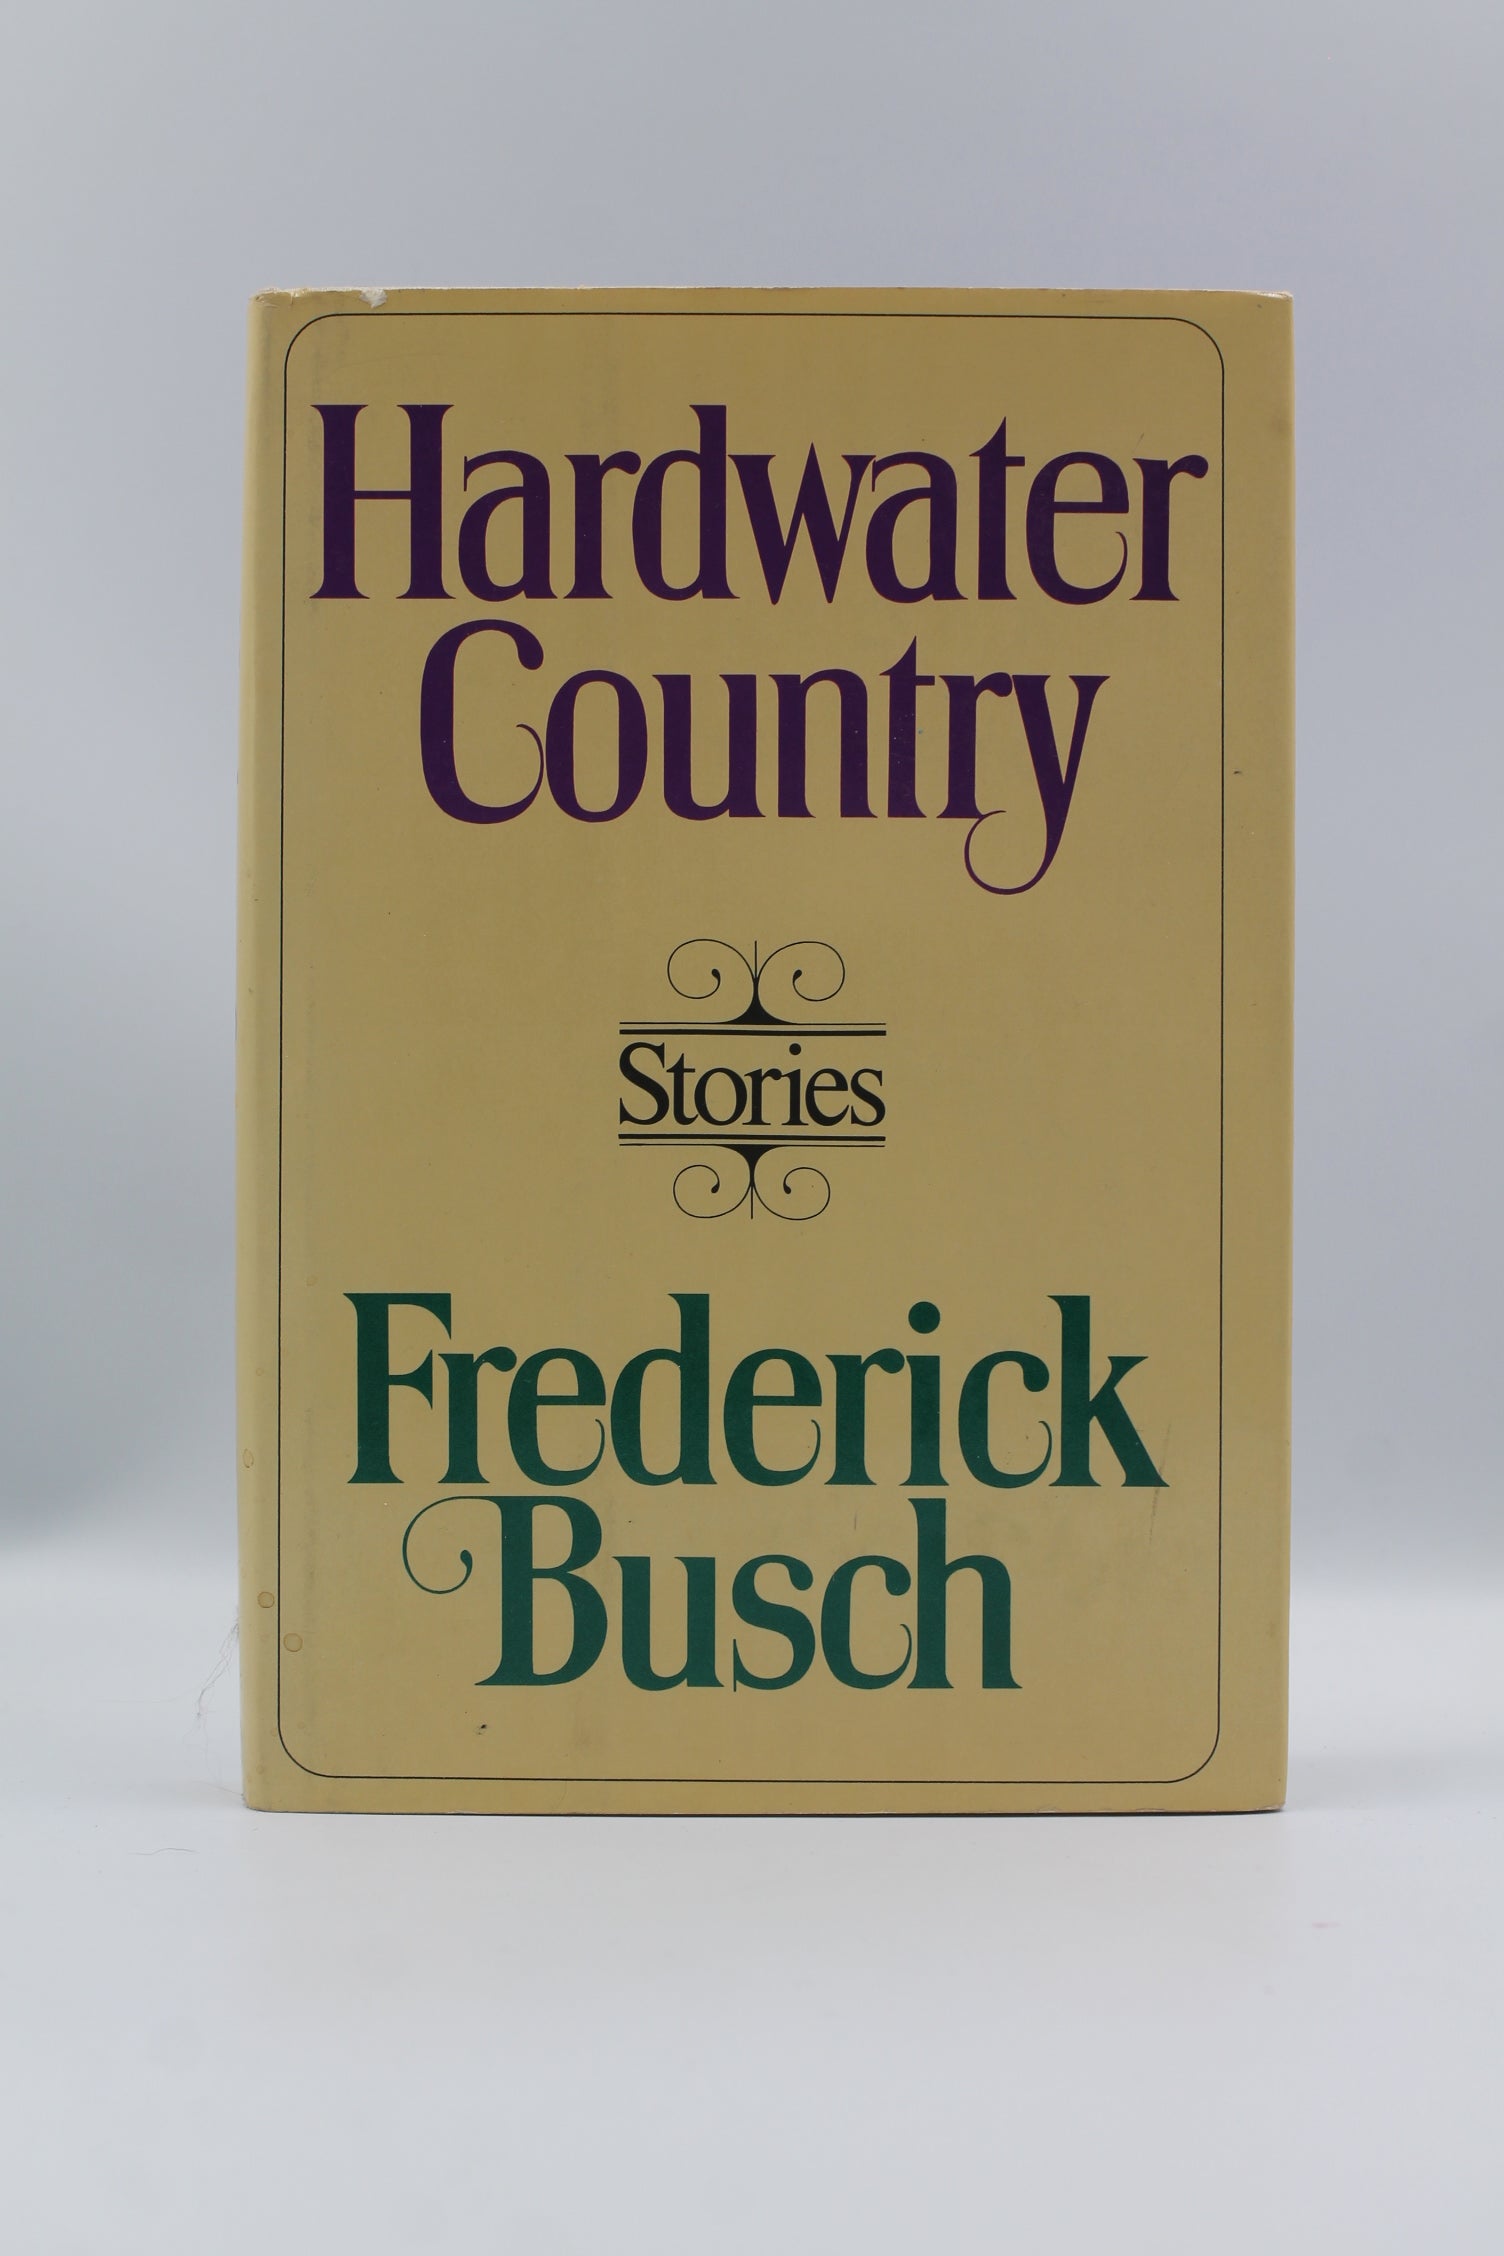 Hardwater
Country
Stories
Frederick
Busch